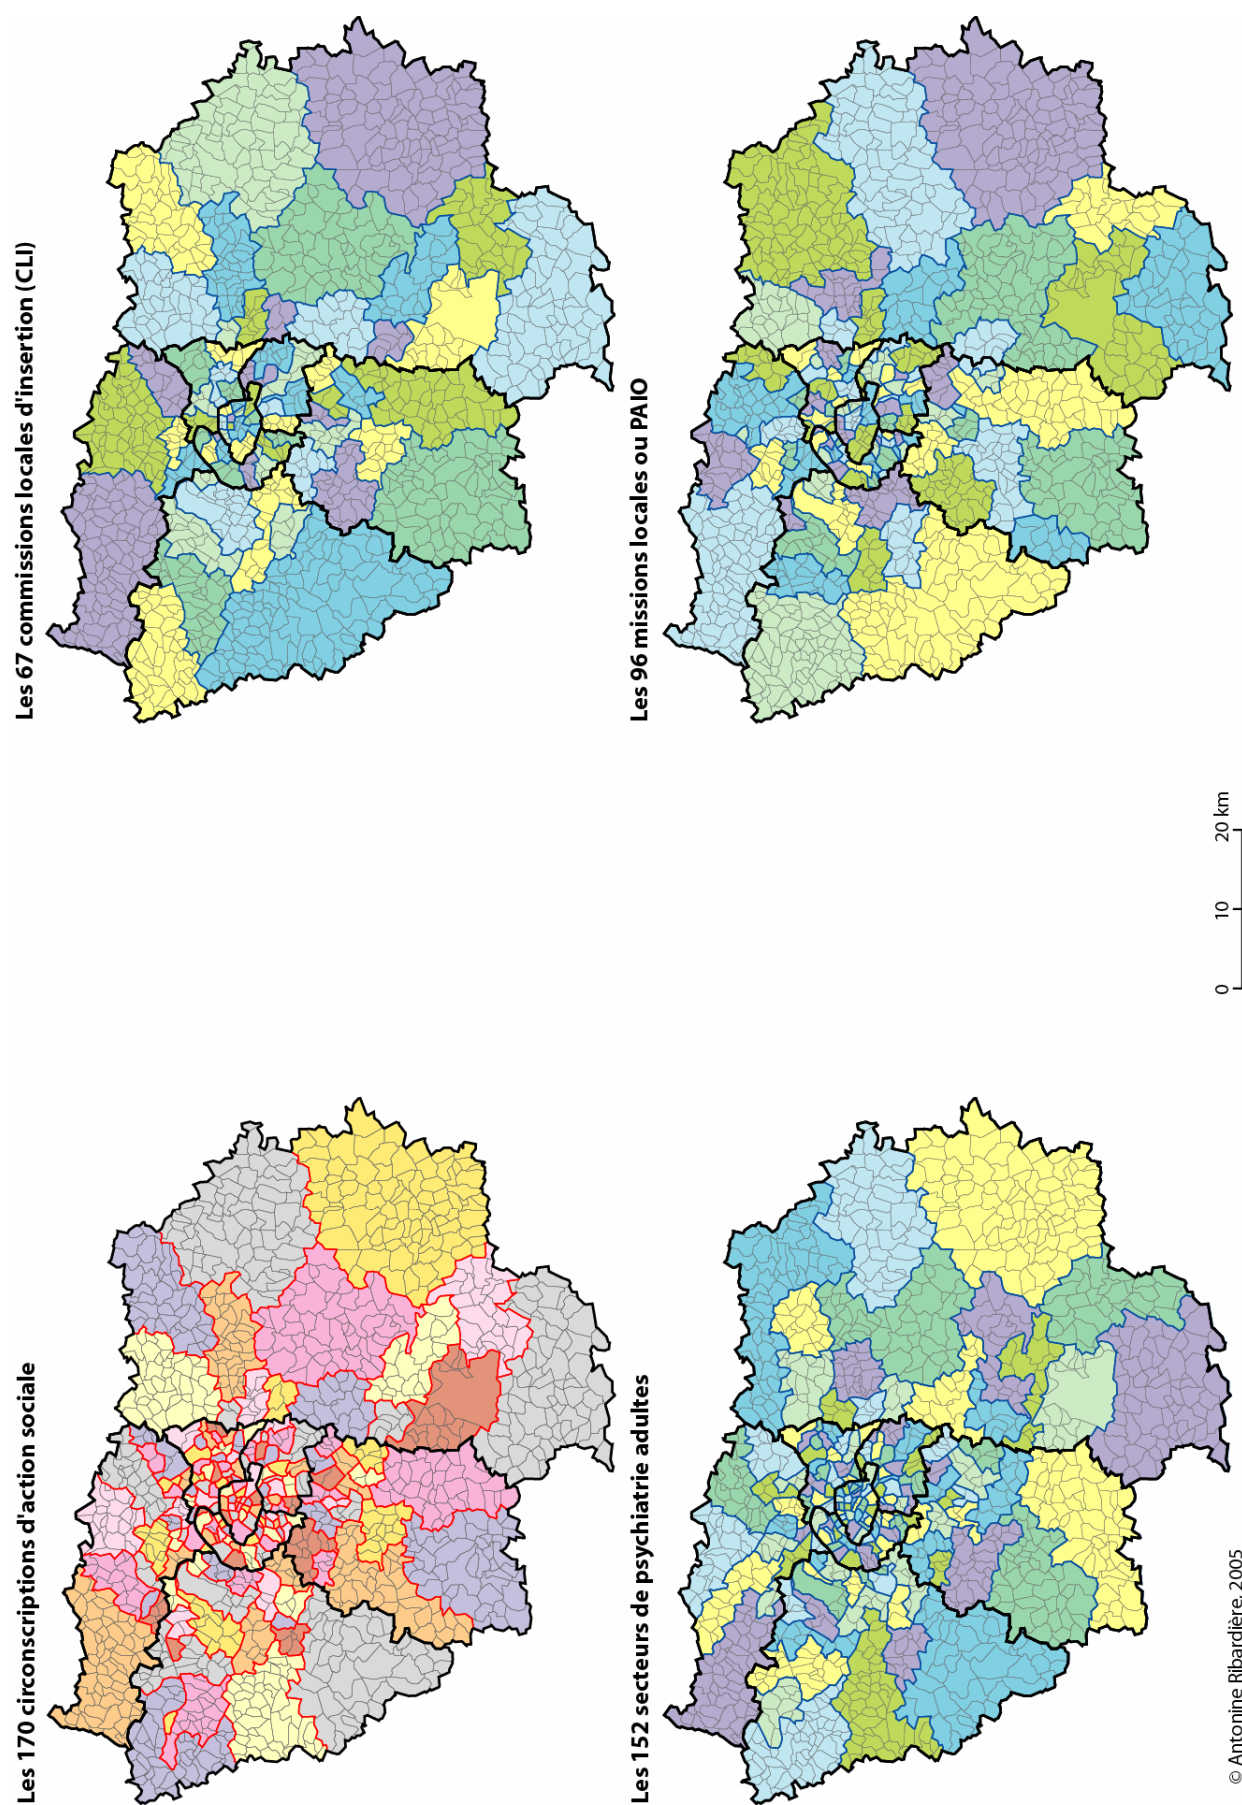 Les 170 circonscriptions d'action sociale
Les 67 commissions locales d'insertion (CLI)
Les 152 secteurs de psychiatrie adultes
Les 96 missions locales ou PAIO
0 10 20 km
© Antonine Ribardière, 2005